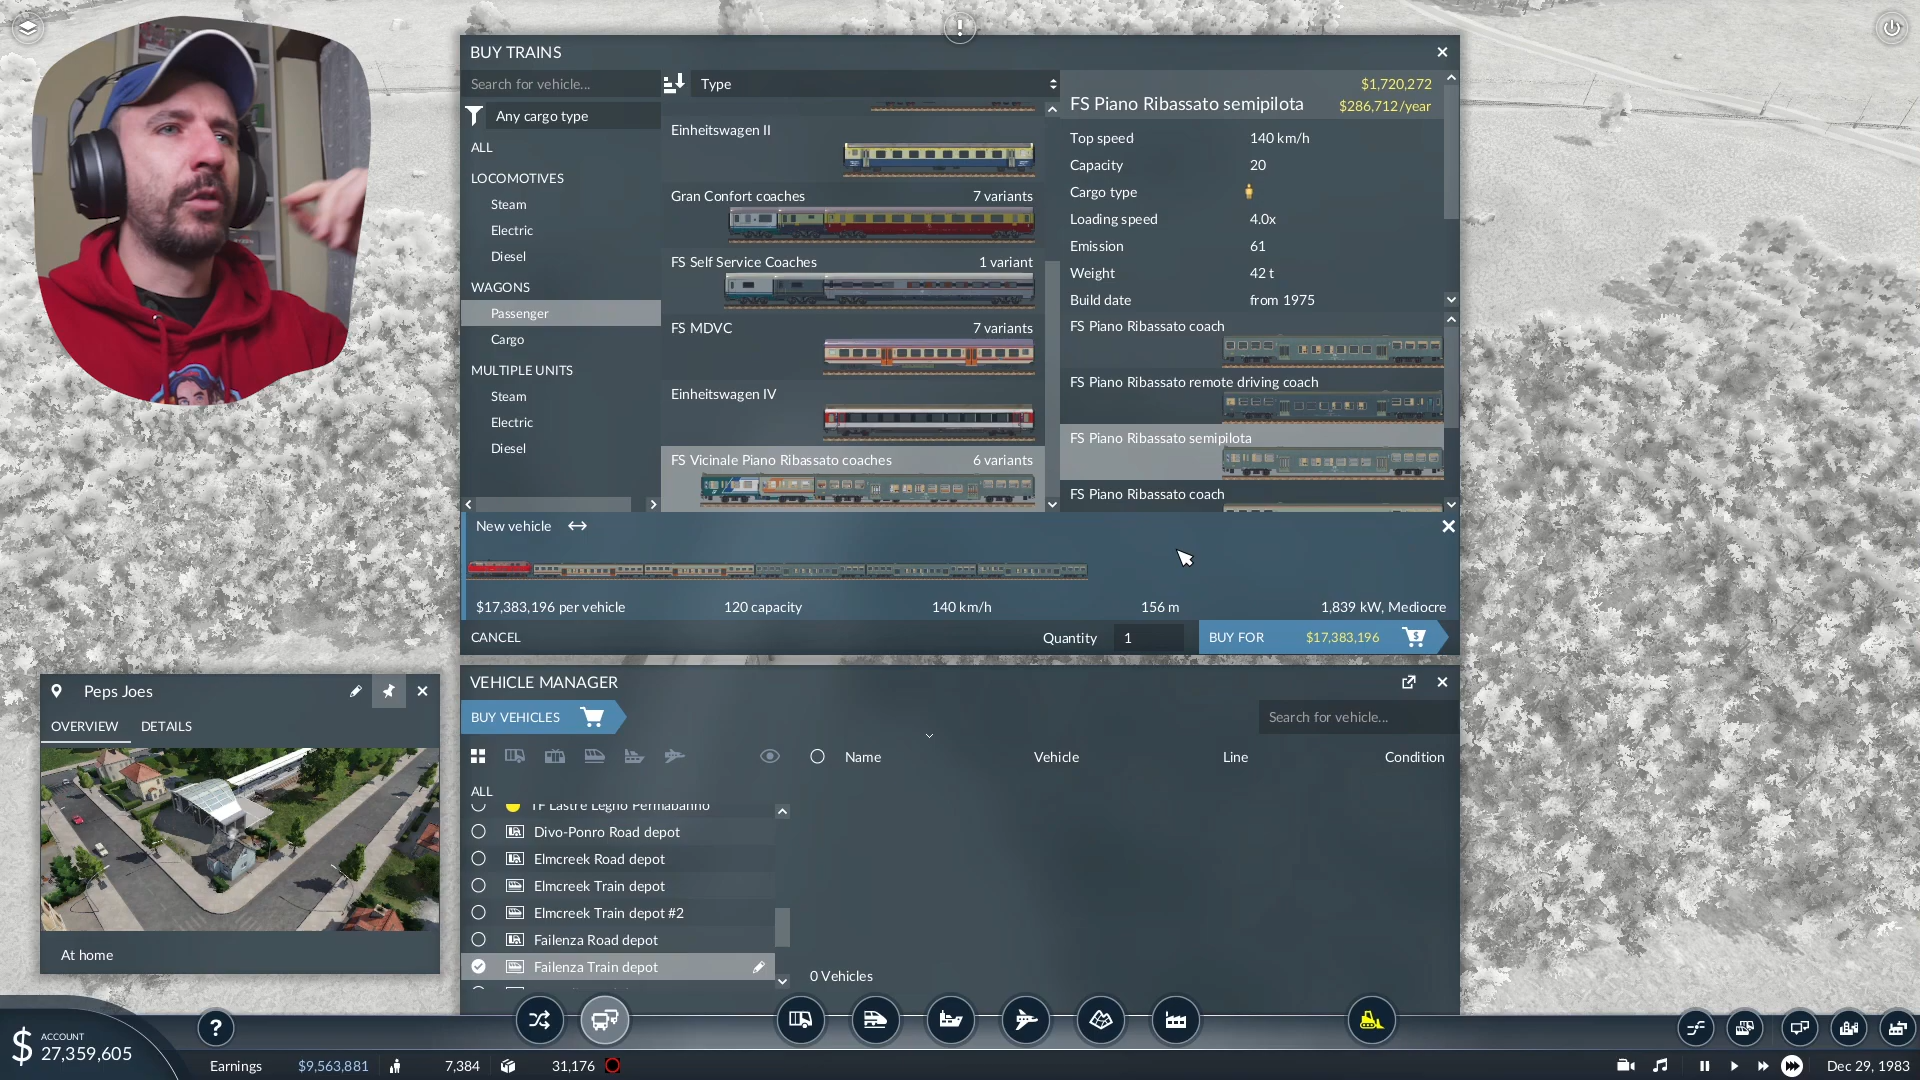 BUY TRAINS
Search for vehicle...
Type
Any cargo type
ALL
LOCOMOTIVES
Steam
Electric
Diesel
WAGONS
Passenger
Cargo
MULTIPLE UNITS
Steam
Electric
Diesel
Einheitswagen II
Gran Confort coaches 7 variants
FS Self Service Coaches 1 variant
FS MDVC 7 variants
Einheitswagen IV
FS Vicinale Piano Ribassato coaches 6 variants
$1,720,272
FS Piano Ribassato semipilota $286,712/year
Top speed 140 km/h
Capacity 20
Cargo type
Loading speed 4.0x
Emission 61
Weight 42 t
Build date from 1975
FS Piano Ribassato coach
FS Piano Ribassato remote driving coach
FS Piano Ribassato semipilota
FS Piano Ribassato coach
New vehicle
$17,383,196 per vehicle 120 capacity 140 km/h 156 m 1,839 kW, Mediocre
CANCEL Quantity 1 BUY FOR $17,383,196
Peps Joes
OVERVIEW DETAILS
At home
VEHICLE MANAGER
BUY VEHICLES Search for vehicle...
Name Vehicle Line Condition
ALL
TF Lastre Legno Permabanho
Divo-Ponro Road depot
Elmcreek Road depot
Elmcreek Train depot
Elmcreek Train depot #2
Failenza Road depot
Failenza Train depot
0 Vehicles
$ ACCOUNT
27,359,605
?
Earnings $9,563,881 7,384 31,176 Dec 29, 1983